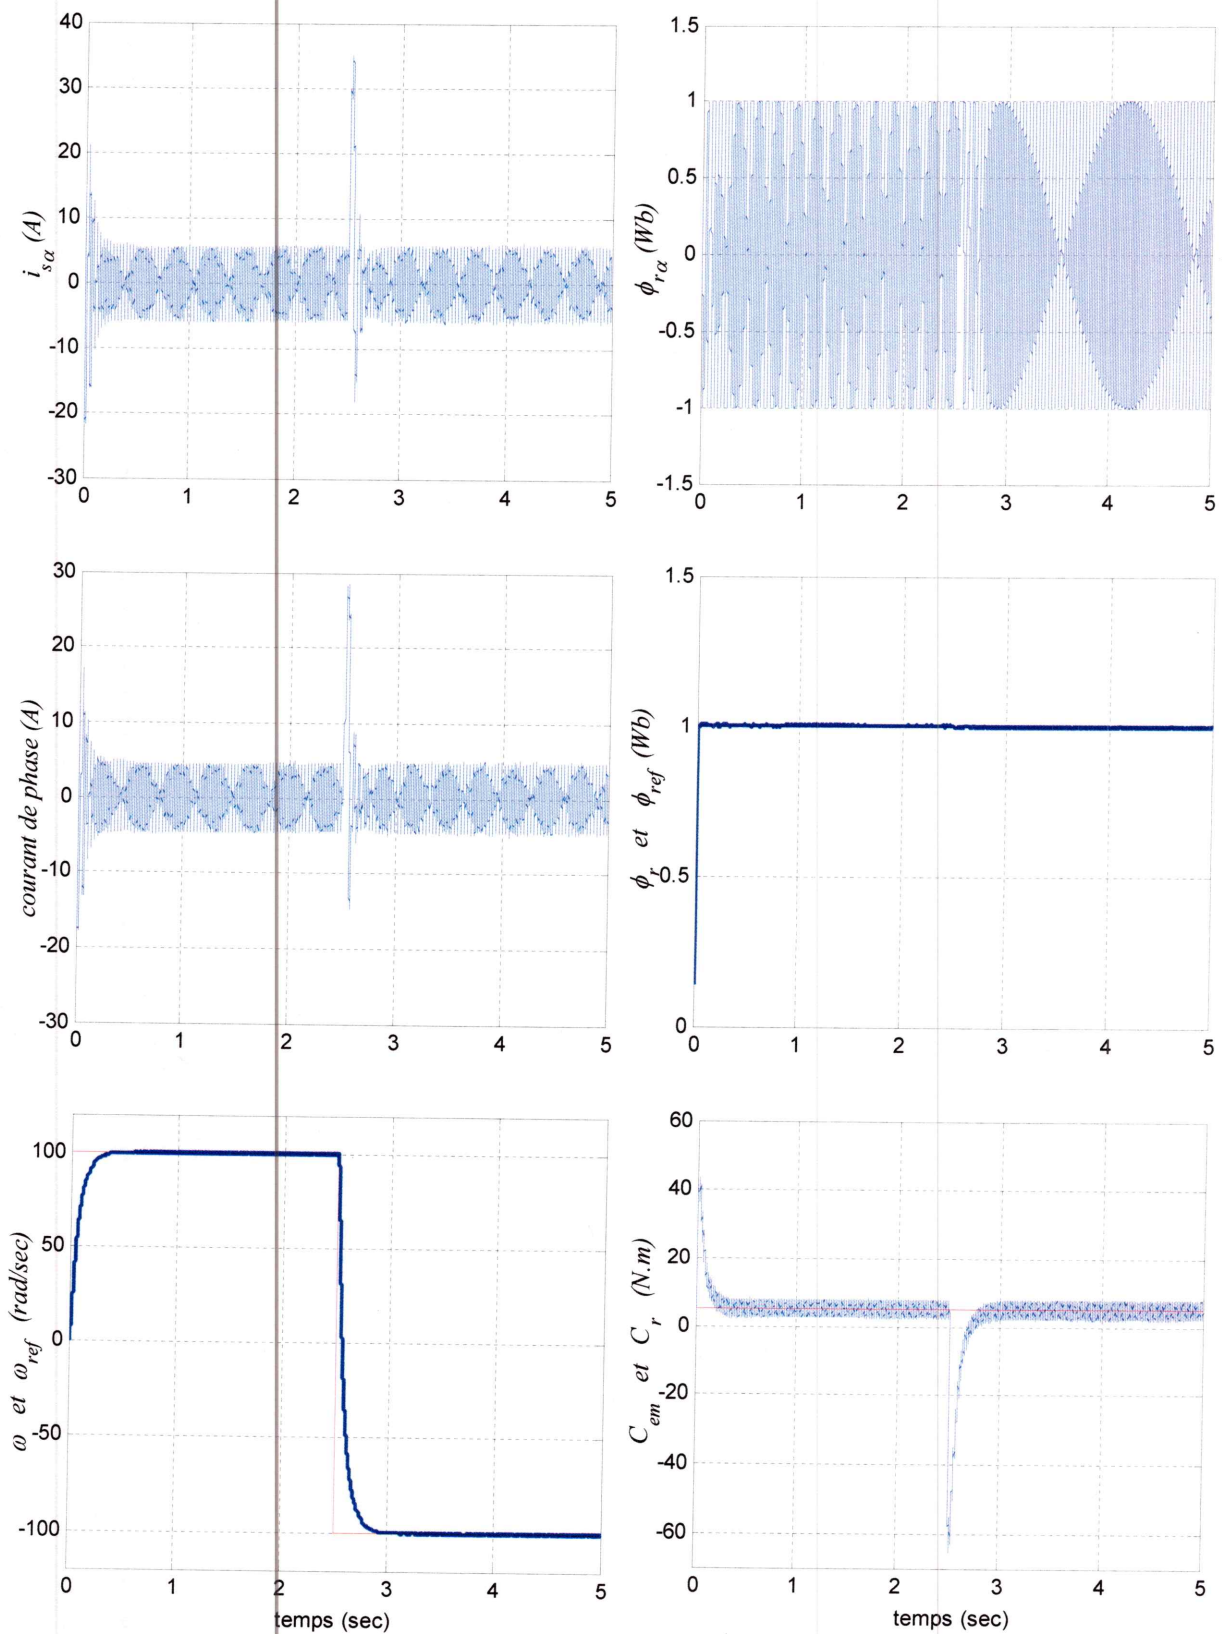 40
30
20
10
0
-10
-20
-30
i_sα (A)
0 1 2 3 4 5
1.5
1
0.5
0
-0.5
-1
-1.5
ϕ_rα (Wb)
0 1 2 3 4 5
30
20
10
0
-10
-20
-30
courant de phase (A)
0 1 2 3 4 5
1.5
1
0.5
0
ϕ_r et ϕ_ref (Wb)
0 1 2 3 4 5
100
50
0
-50
-100
ω et ω_ref (rad/sec)
0 1 2 3 4 5
temps (sec)
60
40
20
0
-20
-40
-60
C_em et C_r (N.m)
0 1 2 3 4 5
temps (sec)